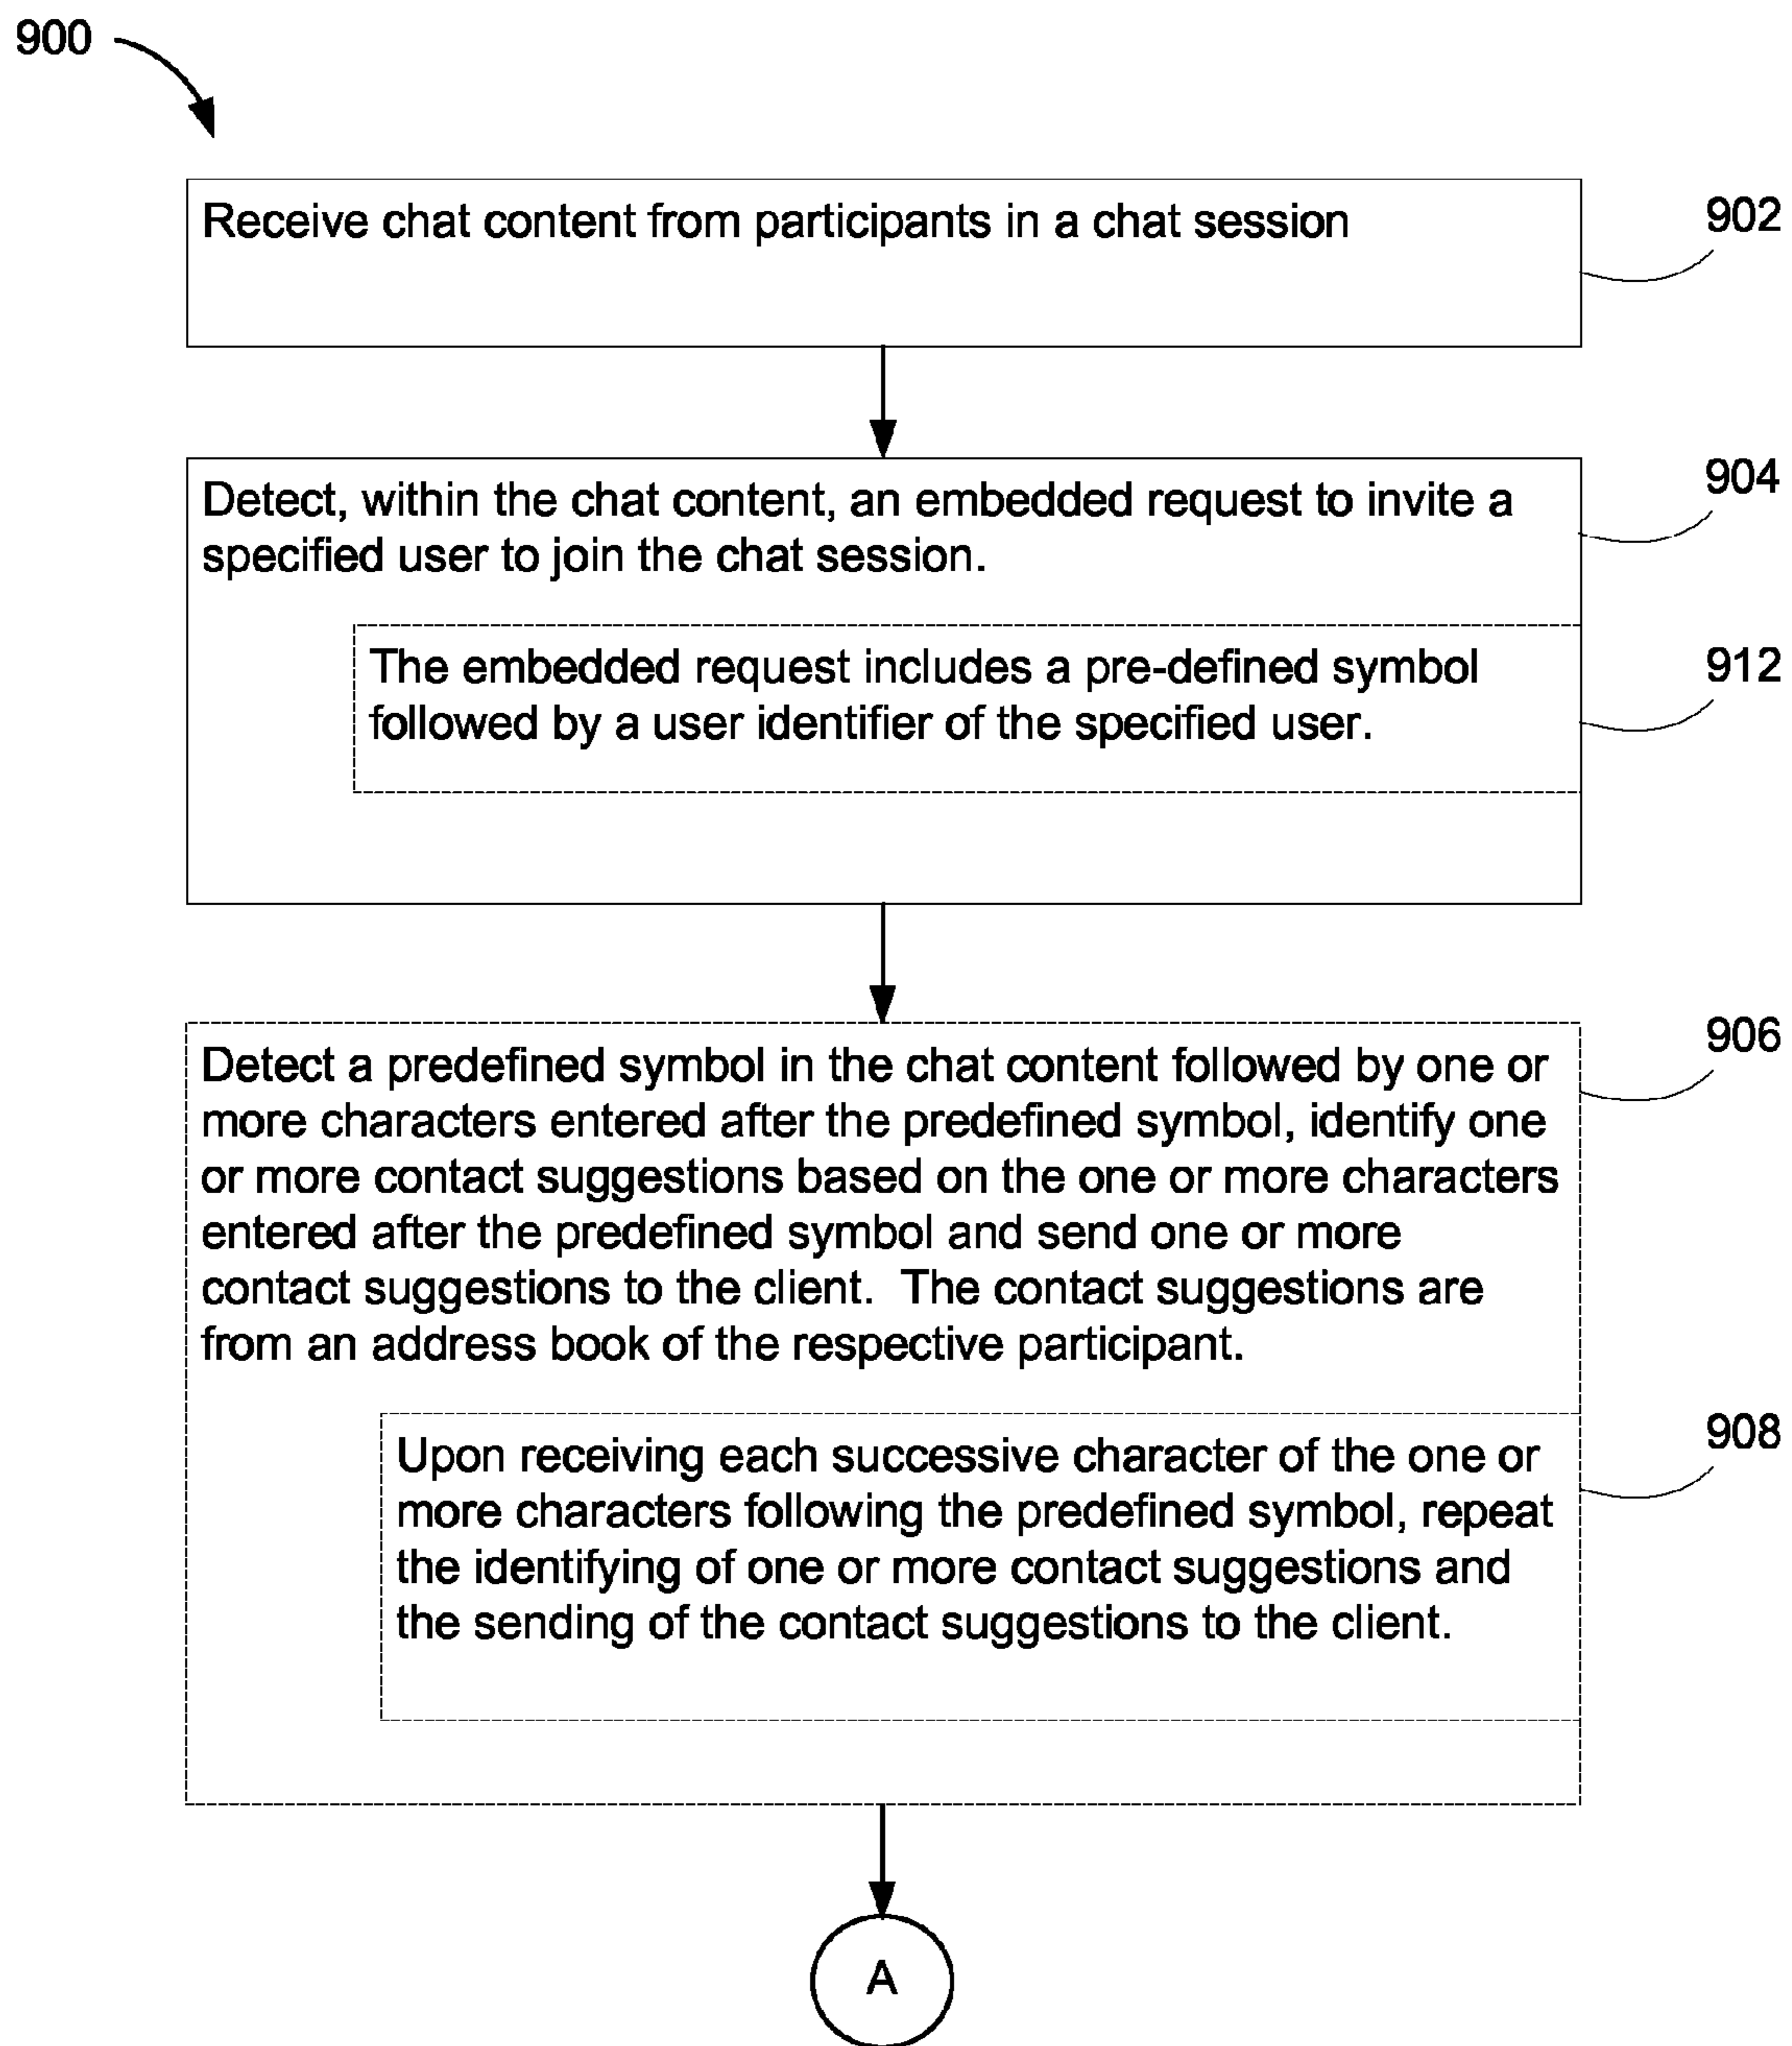 900
Receive chat content from participants in a chat session
902
Detect, within the chat content, an embedded request to invite a
specified user to join the chat session.
904
The embedded request includes a pre-defined symbol
followed by a user identifier of the specified user.
912
Detect a predefined symbol in the chat content followed by one or
more characters entered after the predefined symbol, identify one
or more contact suggestions based on the one or more characters
entered after the predefined symbol and send one or more
contact suggestions to the client.  The contact suggestions are
from an address book of the respective participant.
906
Upon receiving each successive character of the one or
more characters following the predefined symbol, repeat
the identifying of one or more contact suggestions and
the sending of the contact suggestions to the client.
908
A